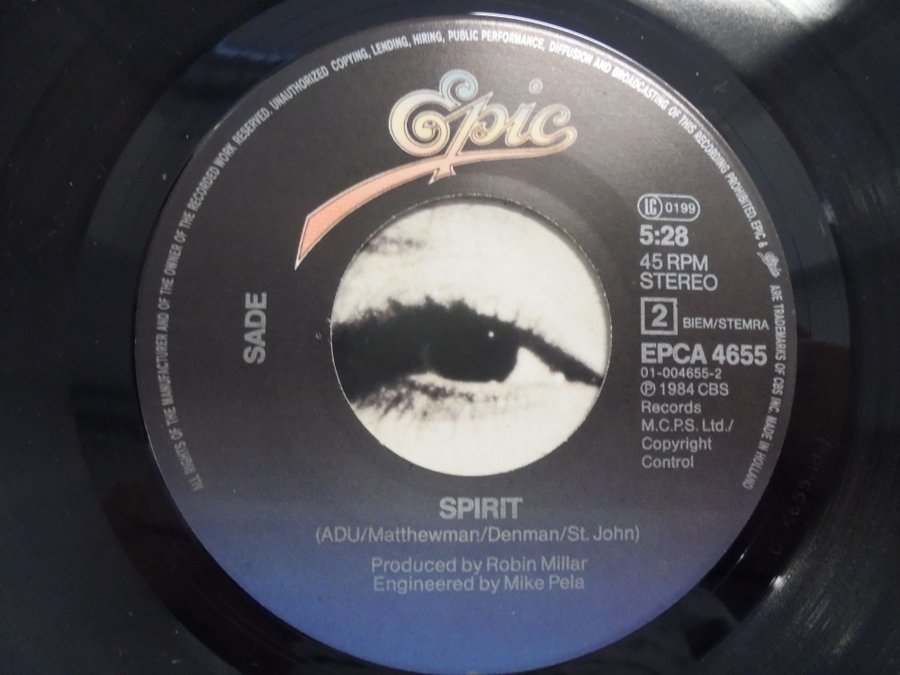 ALL RIGHTS OF THE MANUFACTURER AND OF THE OWNER OF THE RECORDED WORK RESERVED. UNAUTHORIZED COPYING, LENDING, HIRING, PUBLIC PERFORMANCE, DIFFUSION AND BROADCASTING OF THIS RECORDING PROHIBITED. EPIC & Epic ARE TRADEMARKS OF CBS INC. MADE IN HOLLAND
Epic®
LC 0199
5:28
45 RPM
STEREO
2 BIEM/STEMRA
EPCA 4655
01-004655-2
℗ 1984 CBS
Records
M.C.P.S. Ltd./
Copyright
Control
SADE
SPIRIT
(ADU/Matthewman/Denman/St. John)
Produced by Robin Millar
Engineered by Mike Pela